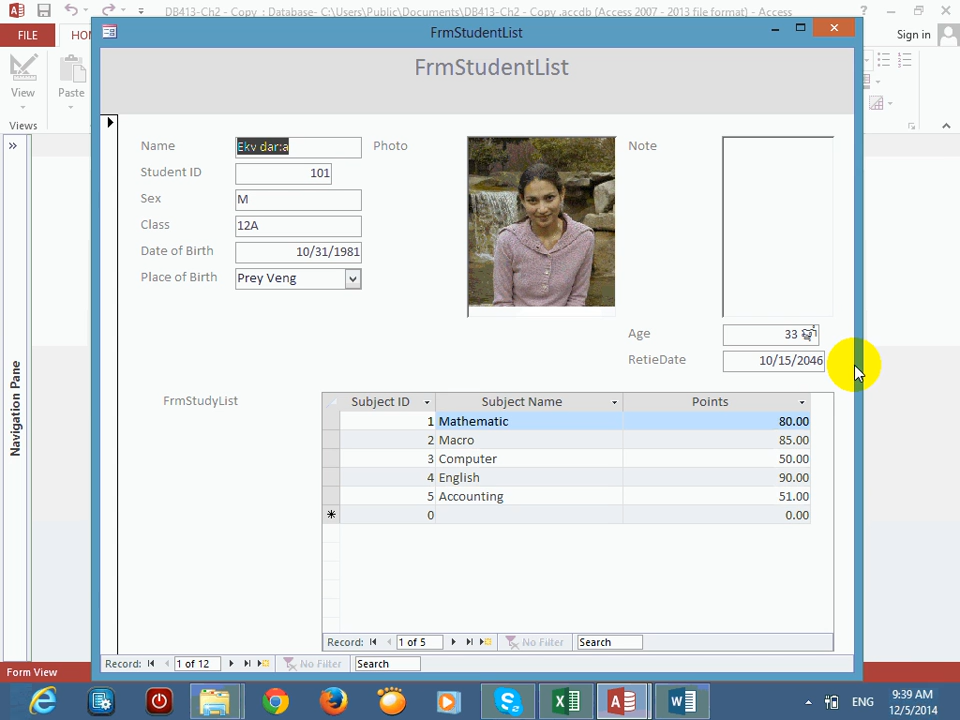 DB413-Ch2 - Copy : Database- C:\Users\Public\Documents\DB413-Ch2 - Copy .accdb (Access 2007 - 2013 file format) - Access
FILE
HO
Sign in
View
Paste
Views
FrmStudentList
FrmStudentList
Name
Ekv dar:a
Photo
Note
Student ID
101
Sex
M
Class
12A
Date of Birth
10/31/1981
Place of Birth
Prey Veng
Age
33 ឆ្នាំ
RetieDate
10/15/2046
Navigation Pane
FrmStudyList
Subject ID Subject Name Points
1 Mathematic 80.00
2 Macro 85.00
3 Computer 50.00
4 English 90.00
5 Accounting 51.00
0 0.00
Record: 1 of 5 No Filter Search
Record: 1 of 12 No Filter Search
Form View
ENG
9:39 AM
12/5/2014